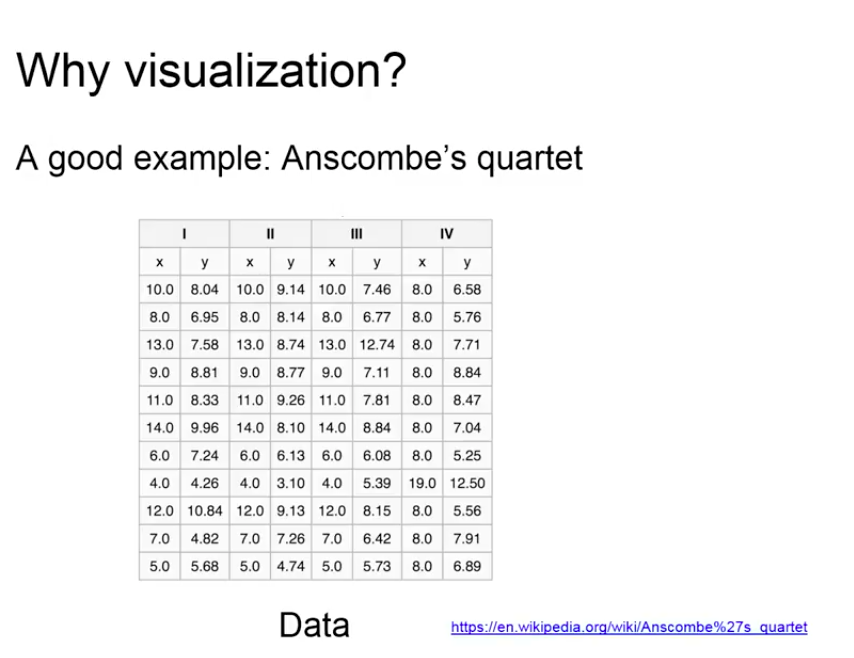 Why visualization?
A good example: Anscombe’s quartet
I II III IV
x y x y x y x y
10.0 8.04 10.0 9.14 10.0 7.46 8.0 6.58
8.0 6.95 8.0 8.14 8.0 6.77 8.0 5.76
13.0 7.58 13.0 8.74 13.0 12.74 8.0 7.71
9.0 8.81 9.0 8.77 9.0 7.11 8.0 8.84
11.0 8.33 11.0 9.26 11.0 7.81 8.0 8.47
14.0 9.96 14.0 8.10 14.0 8.84 8.0 7.04
6.0 7.24 6.0 6.13 6.0 6.08 8.0 5.25
4.0 4.26 4.0 3.10 4.0 5.39 19.0 12.50
12.0 10.84 12.0 9.13 12.0 8.15 8.0 5.56
7.0 4.82 7.0 7.26 7.0 6.42 8.0 7.91
5.0 5.68 5.0 4.74 5.0 5.73 8.0 6.89
Data
https://en.wikipedia.org/wiki/Anscombe%27s_quartet